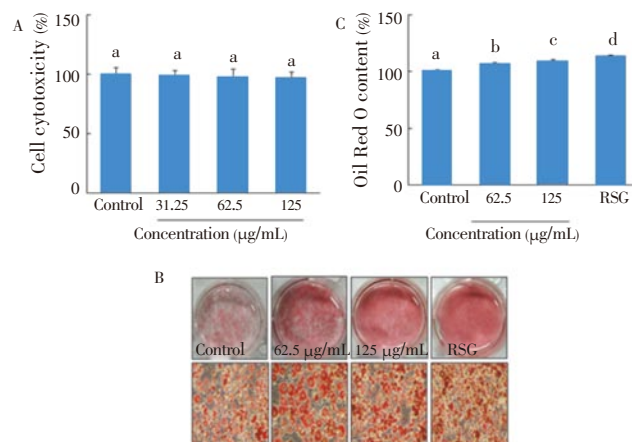 A
Cell cytotoxicity (%)
150
100
50
0
a a a a
Control 31.25 62.5 125
Concentration (μg/mL)
C
Oil Red O content (%)
150
100
150
0
a b c d
Control 62.5 125 RSG
Concentration (μg/mL)
B
Control 62.5 μg/mL 125 μg/mL RSG